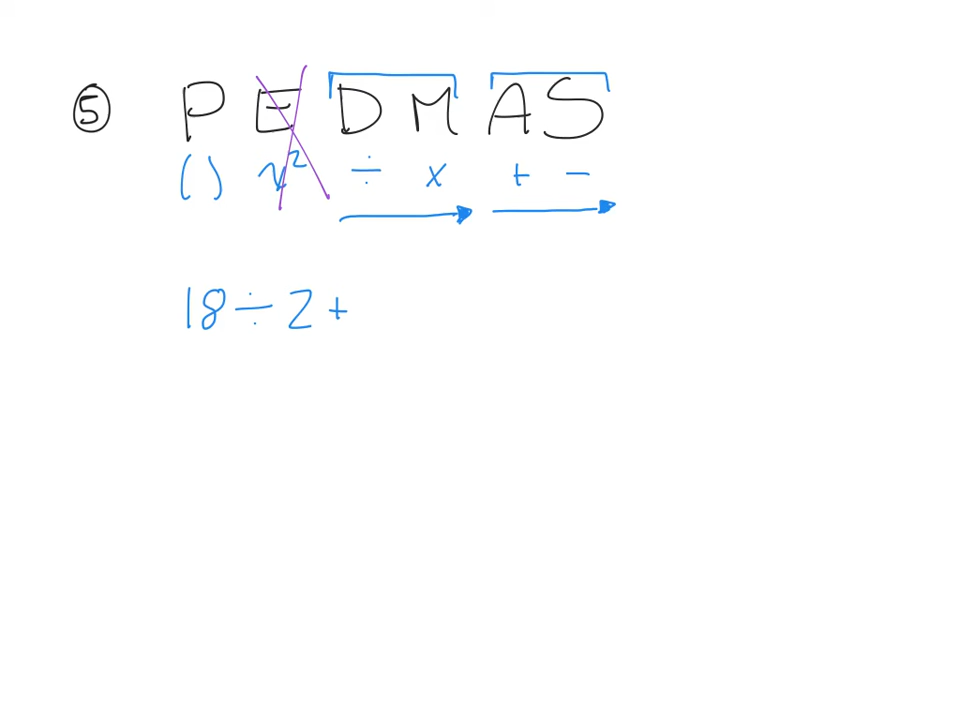 ⑤ P E D M A S
( ) x² ÷ x + −
18 ÷ 2 +